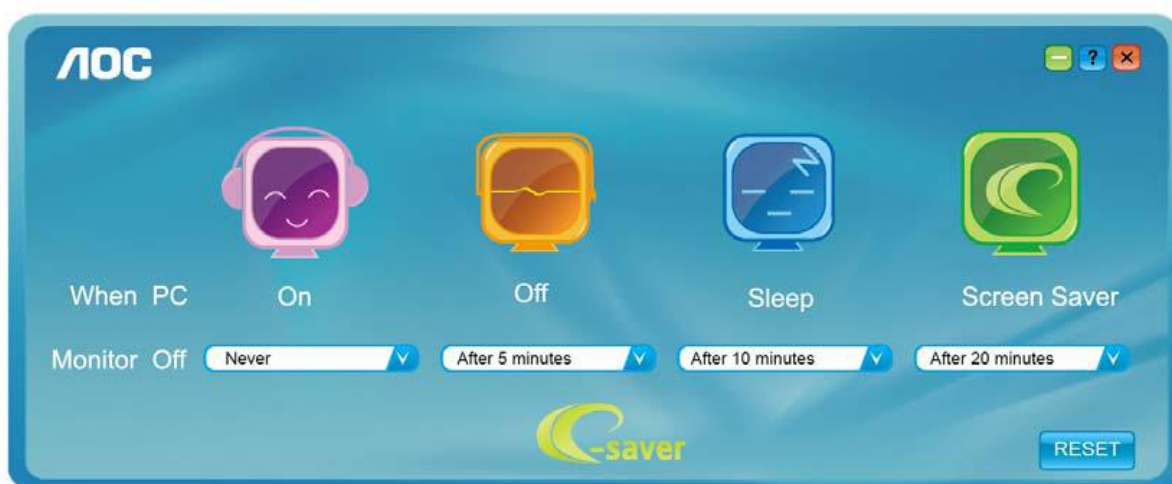 AOC
?
When PC On Off Sleep Screen Saver
Monitor Off Never After 5 minutes After 10 minutes After 20 minutes
e-saver
RESET